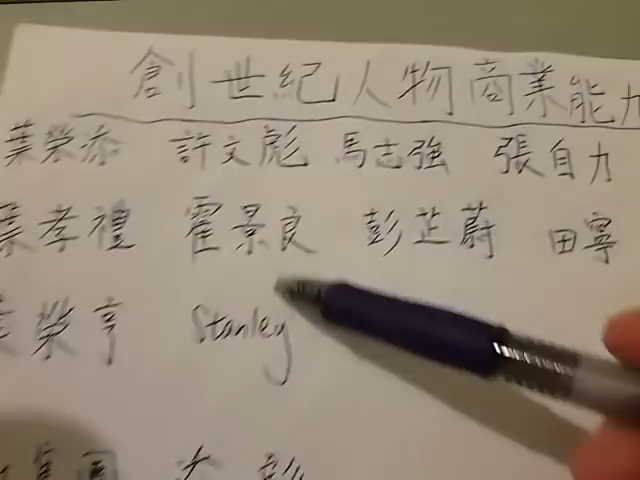 創世紀人物商業能力
葉榮添 許文彪 馬志強 張自力
葉孝禮 霍景良 彭芷蔚 田寧
葉榮亨 Stanley